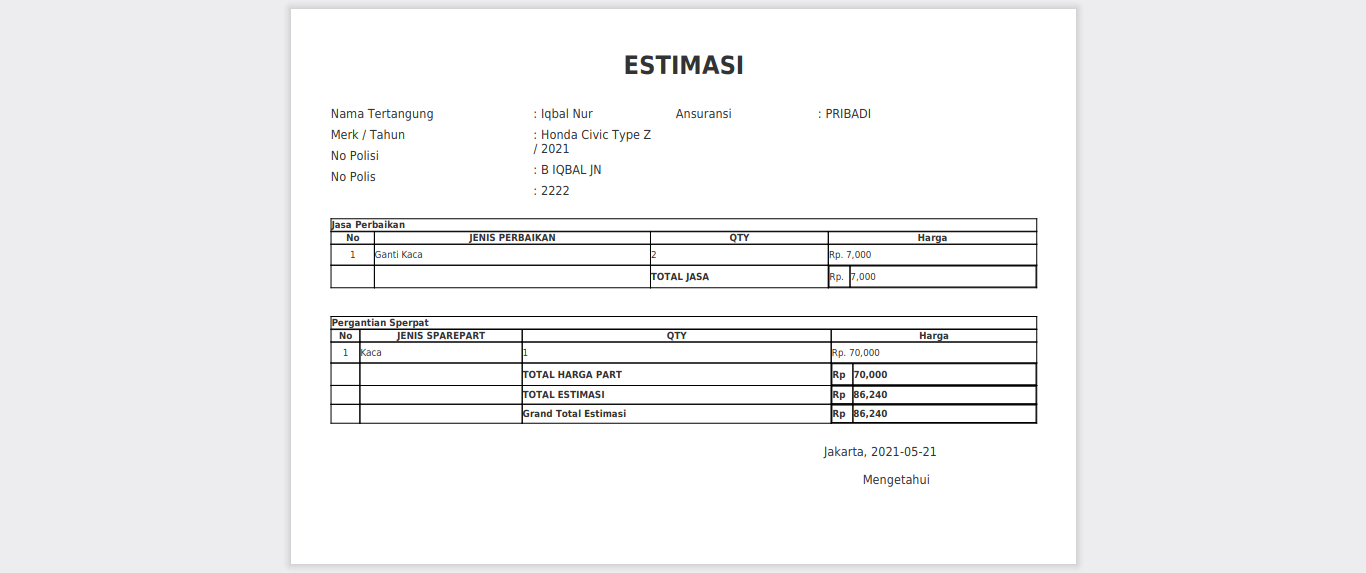 ESTIMASI
Nama Tertangung : Iqbal Nur Ansuransi : PRIBADI
Merk / Tahun : Honda Civic Type Z
/ 2021
No Polisi : B IQBAL JN
No Polis : 2222
Jasa Perbaikan
No JENIS PERBAIKAN QTY Harga
1 Ganti Kaca 2 Rp. 7,000
TOTAL JASA Rp. 7,000
Pergantian Sperpat
No JENIS SPAREPART QTY Harga
1 Kaca 1 Rp. 70,000
TOTAL HARGA PART Rp 70,000
TOTAL ESTIMASI Rp 86,240
Grand Total Estimasi Rp 86,240
Jakarta, 2021-05-21
Mengetahui